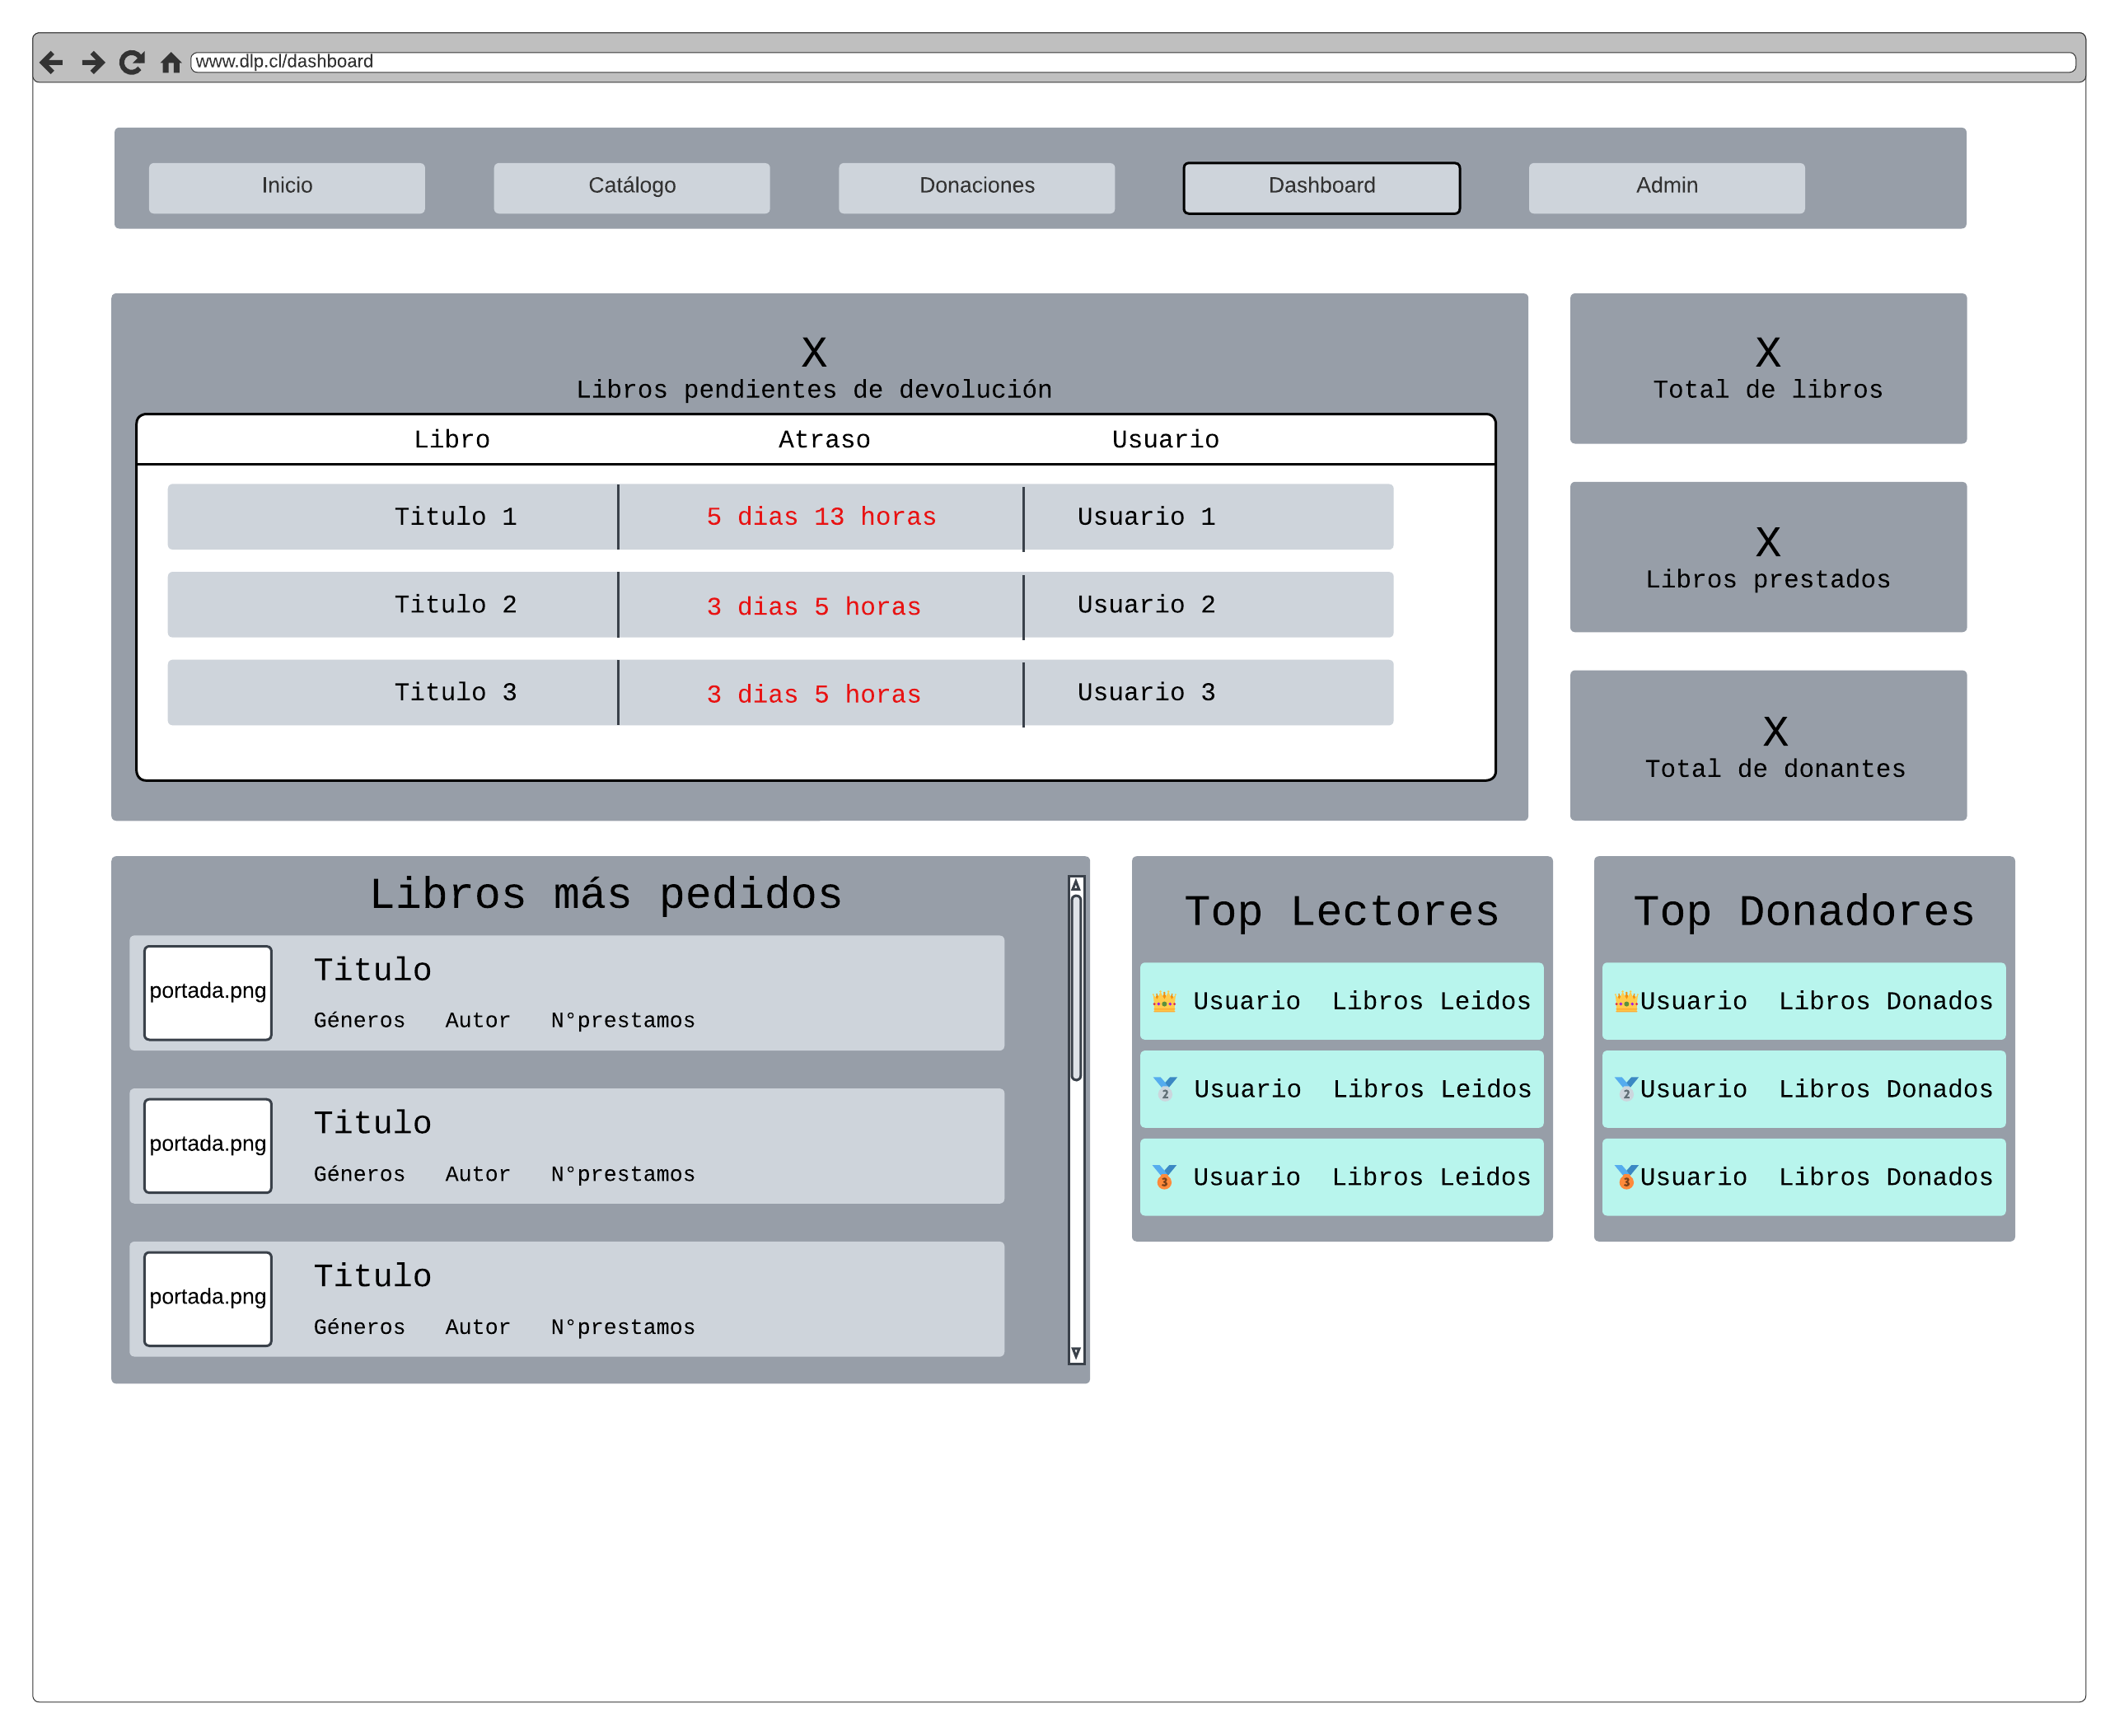 www.dlp.cl/dashboard
Inicio Catálogo Donaciones Dashboard Admin
X
Libros pendientes de devolución
Libro Atraso Usuario
Titulo 1 5 dias 13 horas Usuario 1
Titulo 2 3 dias 5 horas Usuario 2
Titulo 3 3 dias 5 horas Usuario 3
X
Total de libros
X
Libros prestados
X
Total de donantes
Libros más pedidos
portada.png
Titulo
Géneros Autor N°prestamos
portada.png
Titulo
Géneros Autor N°prestamos
portada.png
Titulo
Géneros Autor N°prestamos
Top Lectores
Usuario Libros Leidos
2 Usuario Libros Leidos
3 Usuario Libros Leidos
Top Donadores
Usuario Libros Donados
2 Usuario Libros Donados
3 Usuario Libros Donados